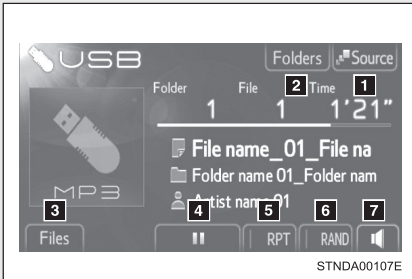 USB
Folders
Source
2
1
Folder File Time
1 1 1'21"
File name_01_File na
Folder name 01_Folder nam
Artist name 01
MP3
3 4 5 6 7
Files RPT RAND
STNDA00107E